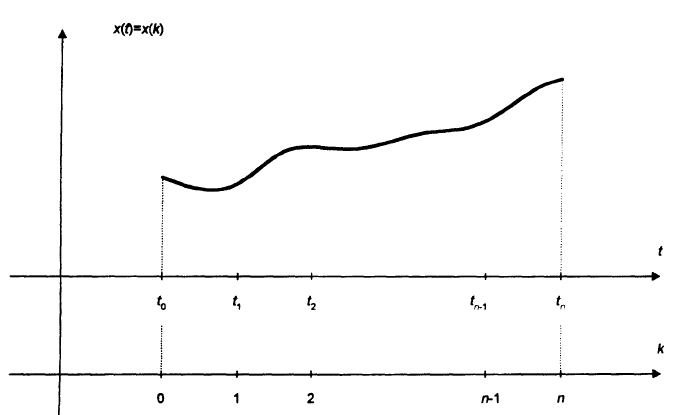 x(t)=x(k)
t
t₀ t₁ t₂ tₙ₋₁ tₙ
k
0 1 2 n-1 n